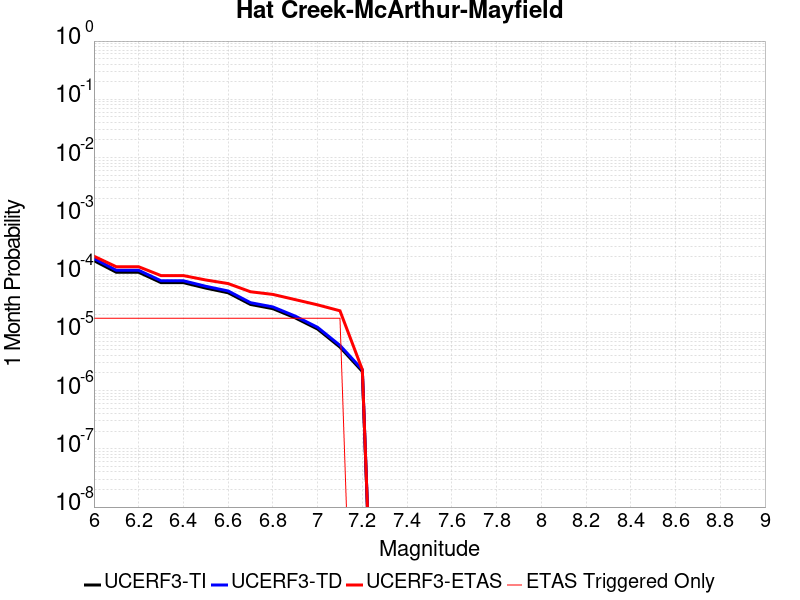 Hat Creek-McArthur-Mayfield
10^0
10^-1
10^-2
10^-3
10^-4
10^-5
10^-6
10^-7
10^-8
1 Month Probability
6 6.2 6.4 6.6 6.8 7 7.2 7.4 7.6 7.8 8 8.2 8.4 8.6 8.8 9
Magnitude
UCERF3-TI UCERF3-TD UCERF3-ETAS ETAS Triggered Only